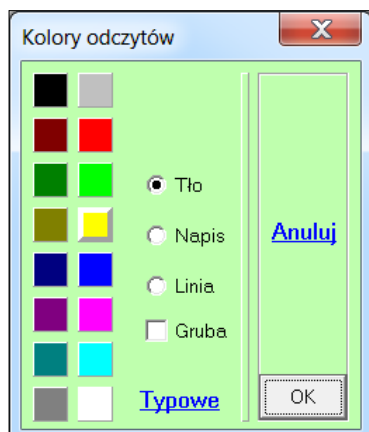 Kolory odczytów
Tło
Napis
Linia
Gruba
Typowe
Anuluj
OK